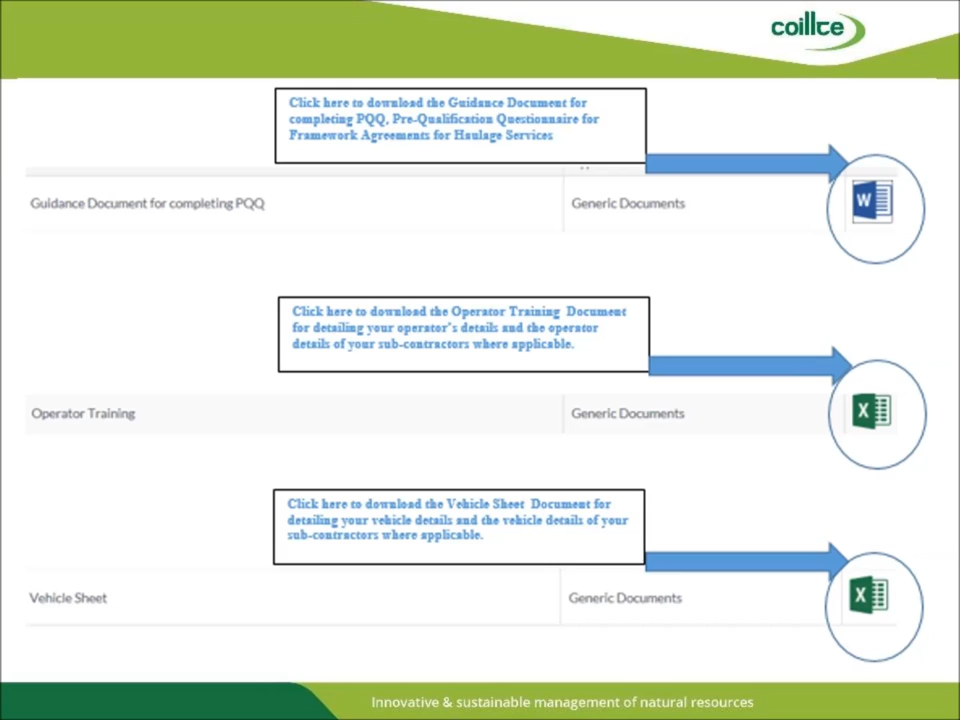 coillte
Click here to download the Guidance Document for
completing PQQ, Pre-Qualification Questionnaire for
Framework Agreements for Haulage Services
Guidance Document for completing PQQ
Generic Documents
W
Click here to download the Operator Training Document
for detailing your operator's details and the operator
details of your sub-contractors where applicable.
Operator Training
Generic Documents
X
Click here to download the Vehicle Sheet Document for
detailing your vehicle details and the vehicle details of your
sub-contractors where applicable.
Vehicle Sheet
Generic Documents
X
Innovative & sustainable management of natural resources